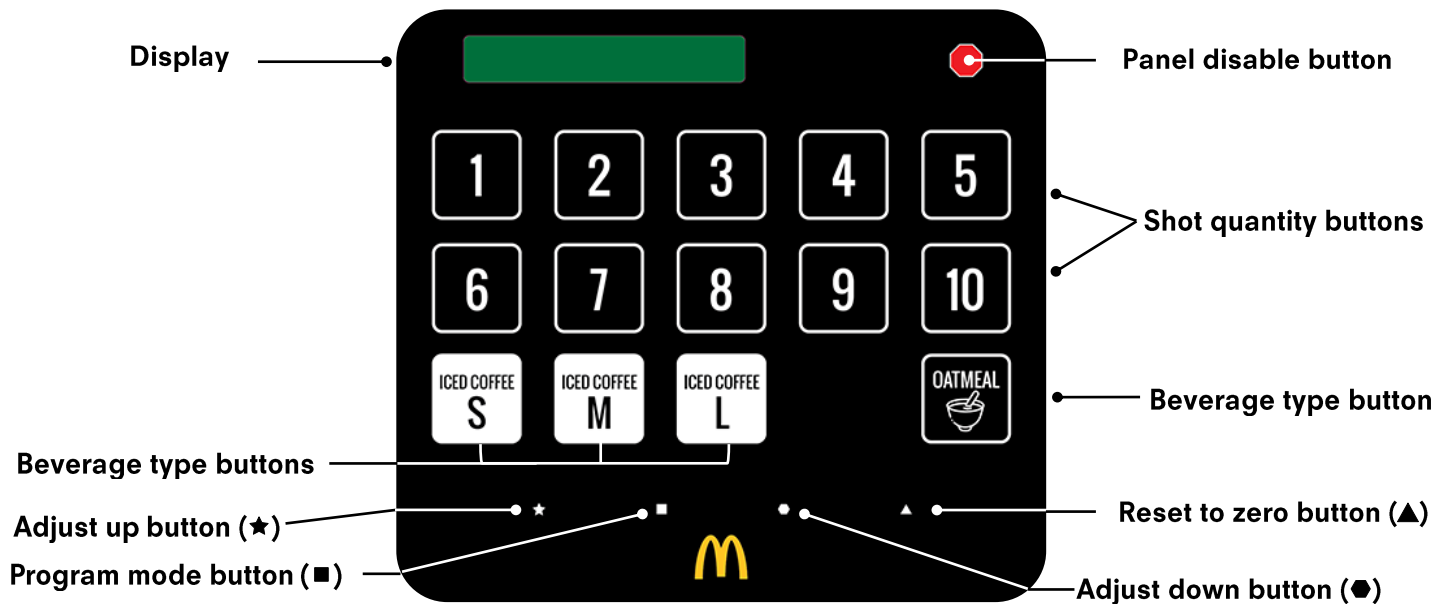 Display
Panel disable button
1
2
3
4
5
Shot quantity buttons
6
7
8
9
10
ICED COFFEE
S
ICED COFFEE
M
ICED COFFEE
L
OATMEAL
Beverage type button
Beverage type buttons
Adjust up button (★)
Reset to zero button (▲)
Program mode button (■)
Adjust down button (⬣)